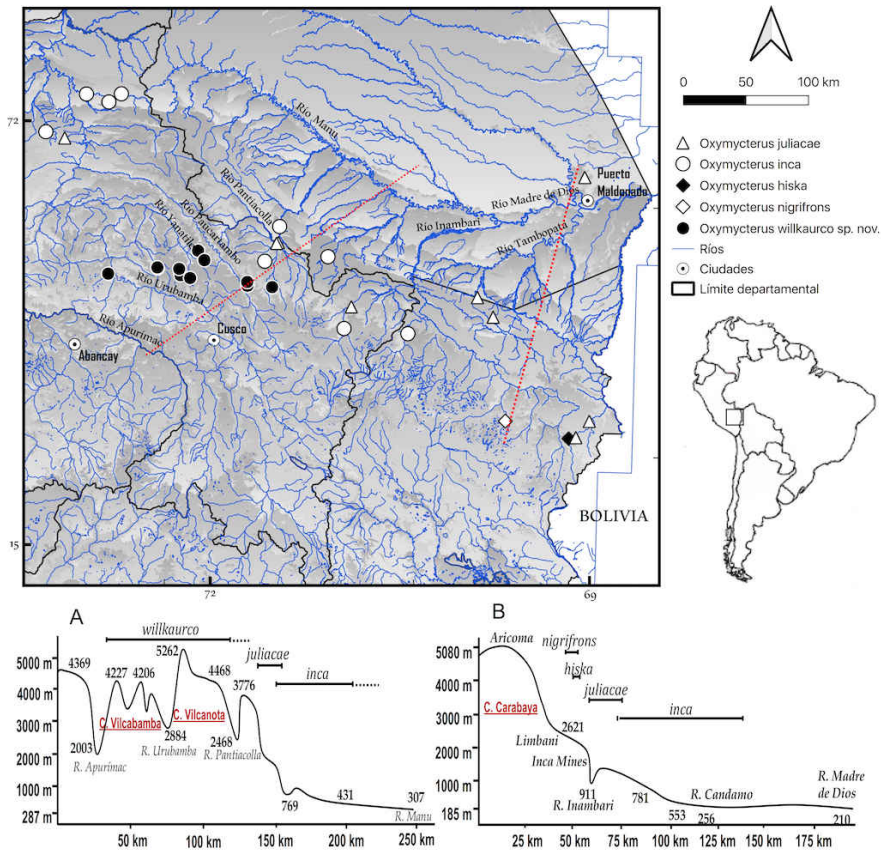 72
Río Manu
Río Pantiacolla
Río Paucartambo
Río Yanatile
Río Urubamba
Río Apurímac
Abancay
Cusco
Río Madre de Dios
Puecto
Maldodado
Río Inambari
Río Tambopata
BOLIVIA
15
72
69
0 50 100 km
Oxymycterus juliacae
Oxymycterus inca
Oxymycterus hiska
Oxymycterus nigrifrons
Oxymycterus willkaurco sp. nov.
Ríos
Ciudades
Límite departamental
A
willkaurco
juliacae
inca
5000 m
4000 m
3000 m
2000 m
1000 m
287 m
4369
4227
4206
5262
4468
3776
C. Vilcabamba
C. Vilcanota
2003
2884
2468
R. Apurímac
R. Urubamba
R. Pantiacolla
769
431
307
R. Manu
50 km
100 km
150 km
200 km
250 km
B
Aricoma
nigrifrons
hiska
juliacae
inca
5080 m
4000 m
3000 m
2000 m
1000 m
185 m
C. Carabaya
2621
Limbani
Inca Mines
911
R. Inambari
781
553
R. Candamo
256
R. Madre
de Dios
210
25 km
50 km
75 km
100 km
125 km
150 km
175 km